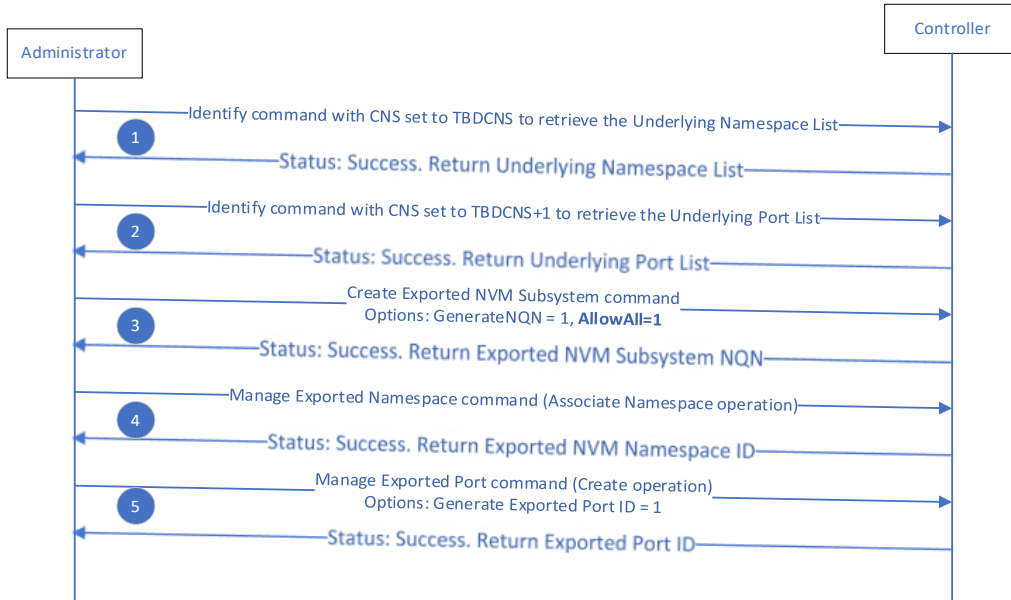 Administrator
Controller
Identify command with CNS set to TBDCNS to retrieve the Underlying Namespace List
1
Status: Success. Return Underlying Namespace List
Identify command with CNS set to TBDCNS+1 to retrieve the Underlying Port List
2
Status: Success. Return Underlying Port List
Create Exported NVM Subsystem command
Options: GenerateNQN = 1, AllowAll=1
3
Status: Success. Return Exported NVM Subsystem NQN
Manage Exported Namespace command (Associate Namespace operation)
4
Status: Success. Return Exported NVM Namespace ID
Manage Exported Port command (Create operation)
Options: Generate Exported Port ID = 1
5
Status: Success. Return Exported Port ID